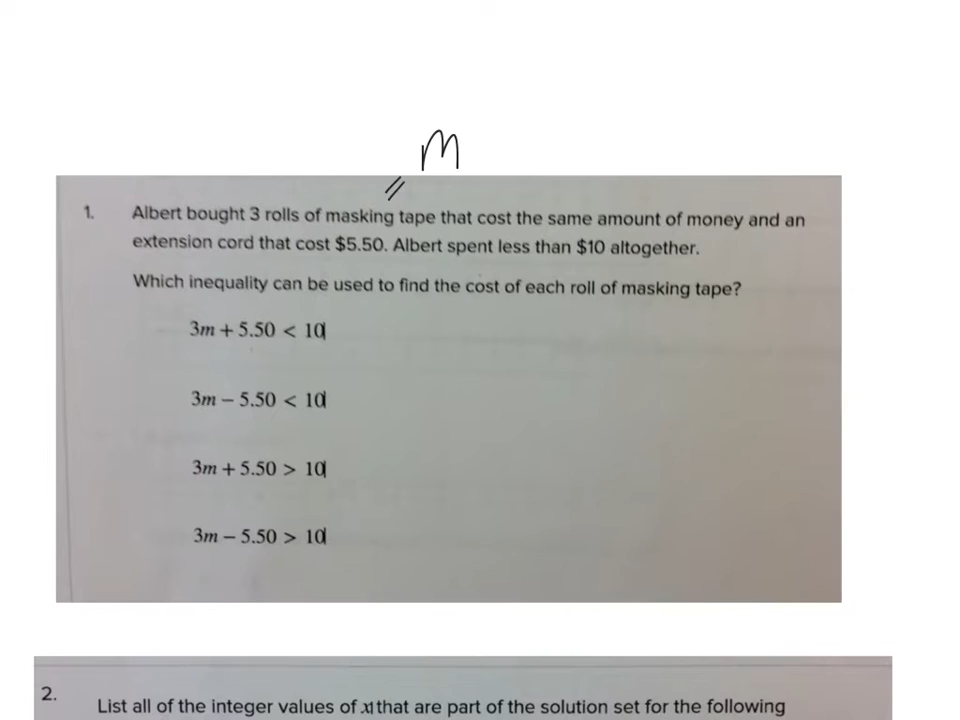 m
=
1. Albert bought 3 rolls of masking tape that cost the same amount of money and an
extension cord that cost $5.50. Albert spent less than $10 altogether.
Which inequality can be used to find the cost of each roll of masking tape?
3m + 5.50 < 10
3m − 5.50 < 10
3m + 5.50 > 10
3m − 5.50 > 10
2. List all of the integer values of x that are part of the solution set for the following